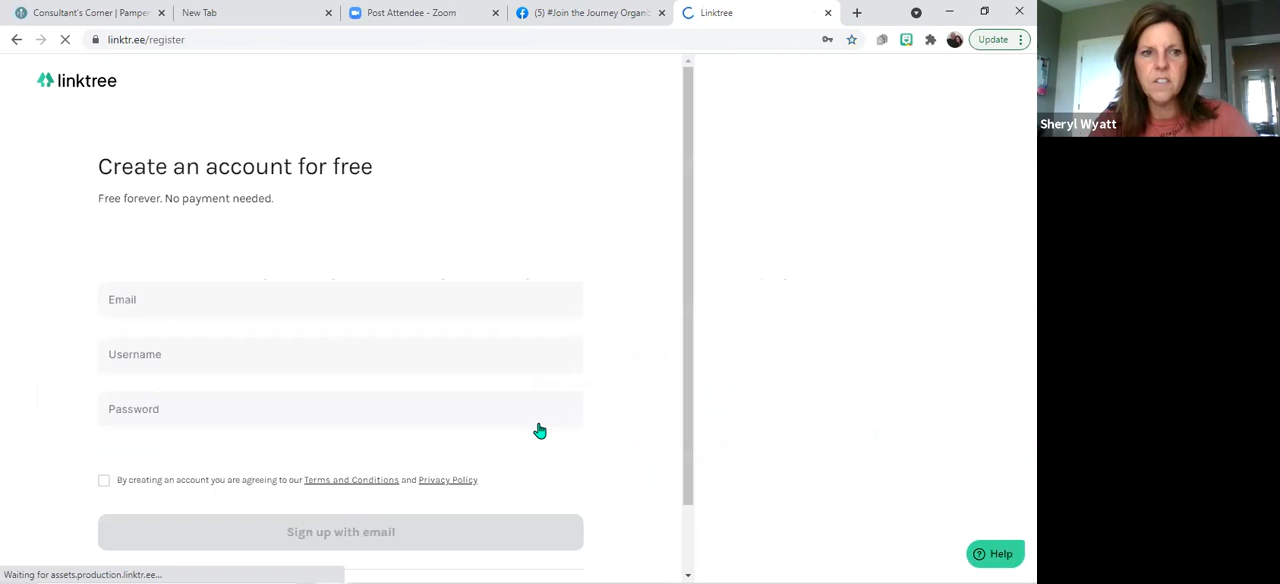 Consultant's Corner | Pamper
New Tab
Post Attendee - Zoom
(5) #Join the Journey Organi
Linktree
linktr.ee/register
Update
linktree
Sheryl Wyatt
Create an account for free
Free forever. No payment needed.
Email
Username
Password
By creating an account you are agreeing to our Terms and Conditions and Privacy Policy
Sign up with email
Help
Waiting for assets.production.linktr.ee...